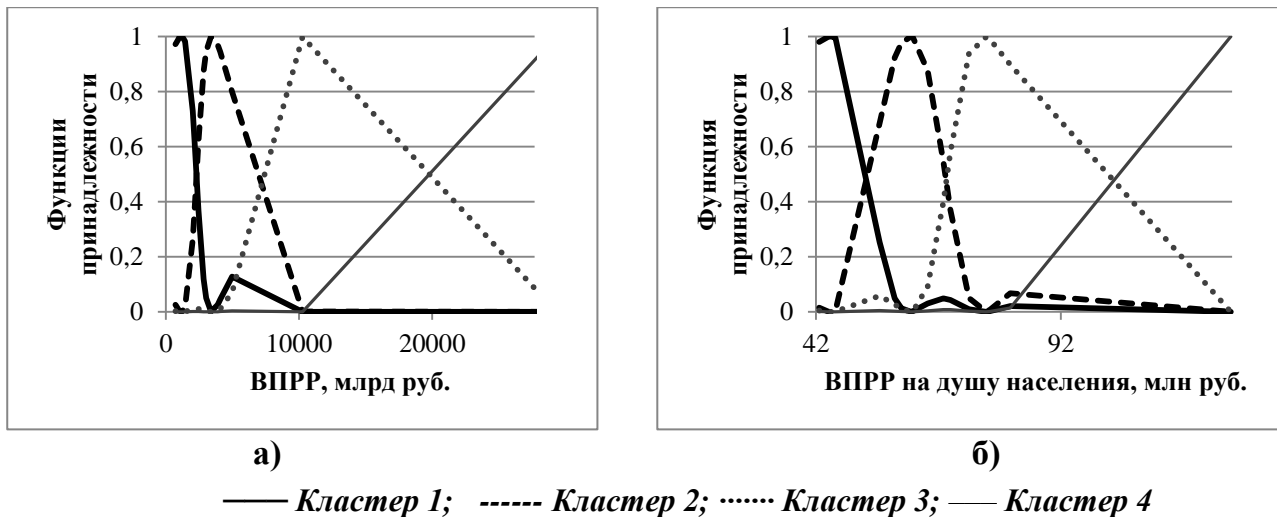 1
0,8
0,6
0,4
0,2
0
Функции
принадлежности
0 10000 20000
ВПРР, млрд руб.
1
0,8
0,6
0,4
0,2
0
Функция
принадлежности
42 92
ВПРР на душу населения, млн руб.
а) б)
Кластер 1; Кластер 2; Кластер 3; Кластер 4